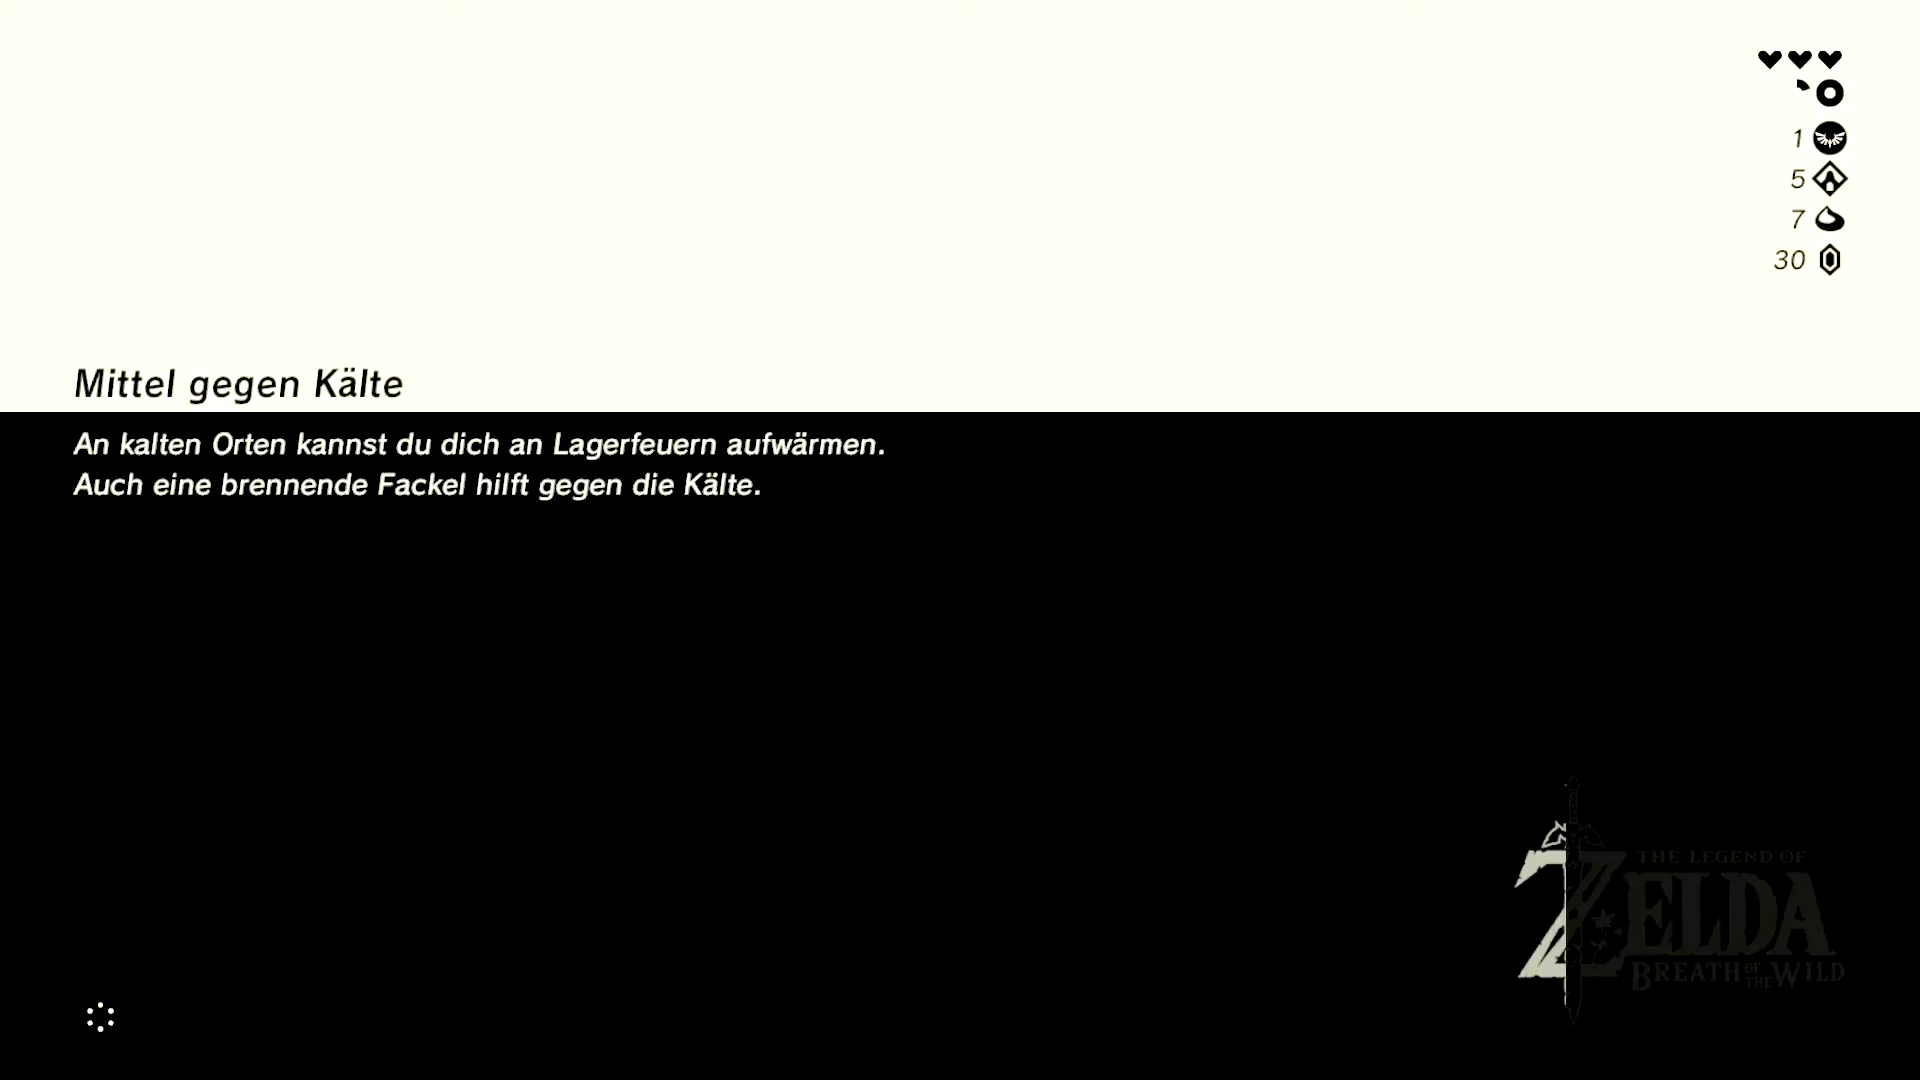 1
5
7
30
Mittel gegen Kälte
An kalten Orten kannst du dich an Lagerfeuern aufwärmen.
Auch eine brennende Fackel hilft gegen die Kälte.
THE LEGEND OF
ZELDA
BREATH OF THE WILD